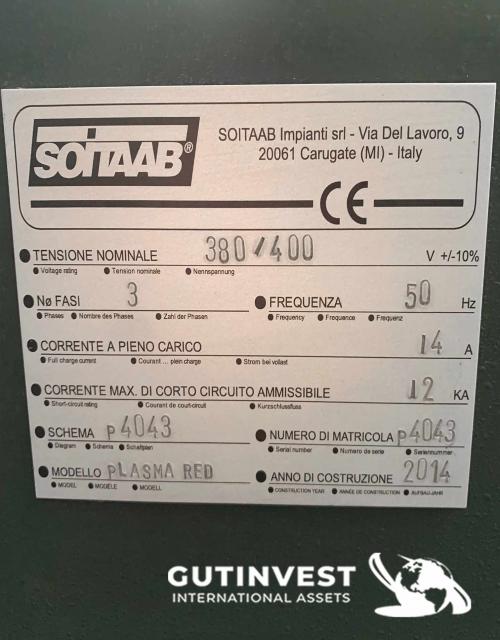 SOITAAB®
SOITAAB Impianti srl - Via Del Lavoro, 9
20061 Carugate (MI) - Italy
CE
TENSIONE NOMINALE 380/400 V +/-10%
Voltage rating Tension nominale Nennspannung
Nø FASI 3 FREQUENZA 50 Hz
Phases Nombre des Phases Zahl der Phasen Frequency Frequence Frequenz
CORRENTE A PIENO CARICO 14 A
Full charge current Courant ... plein charge Strom bei vollast
CORRENTE MAX. DI CORTO CIRCUITO AMMISSIBILE 12 KA
Short-circuit rating Courant de court-circuit Kurzschlussfluss
SCHEMA P4043 NUMERO DI MATRICOLA P4043
Diagram Schema Schaltplan Serial number Numero de serie Seriennummer
MODELLO PLASMA RED ANNO DI COSTRUZIONE 2014
MODEL MODÈLE MODELL CONSTRUCTION YEAR ANNÉE DE CONSTRUCTION AUFBAUJAHR
GUTINVEST
INTERNATIONAL ASSETS